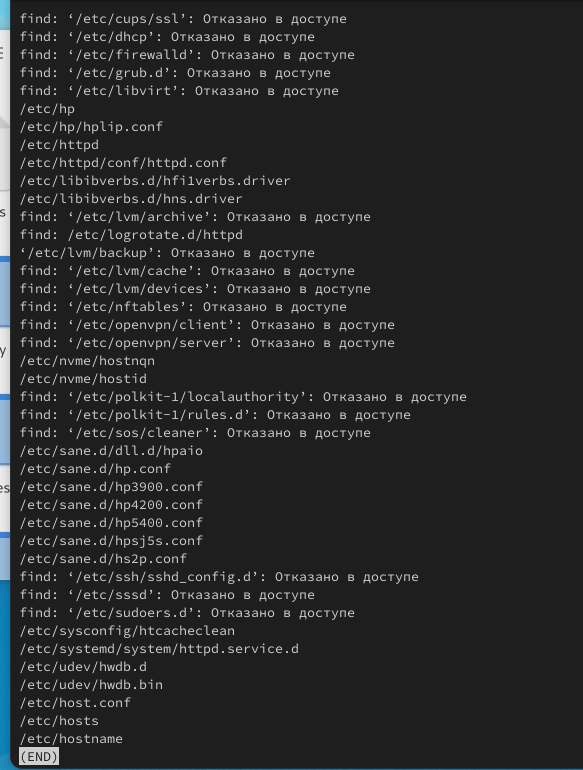 find: ‘/etc/cups/ssl’: Отказано в доступе
find: ‘/etc/dhcp’: Отказано в доступе
find: ‘/etc/firewalld’: Отказано в доступе
find: ‘/etc/grub.d’: Отказано в доступе
find: ‘/etc/libvirt’: Отказано в доступе
/etc/hp
/etc/hp/hplip.conf
/etc/httpd
/etc/httpd/conf/httpd.conf
/etc/libibverbs.d/hfi1verbs.driver
/etc/libibverbs.d/hns.driver
find: ‘/etc/lvm/archive’: Отказано в доступе
find: /etc/logrotate.d/httpd
‘/etc/lvm/backup’: Отказано в доступе
find: ‘/etc/lvm/cache’: Отказано в доступе
find: ‘/etc/lvm/devices’: Отказано в доступе
find: ‘/etc/nftables’: Отказано в доступе
find: ‘/etc/openvpn/client’: Отказано в доступе
find: ‘/etc/openvpn/server’: Отказано в доступе
/etc/nvme/hostnqn
/etc/nvme/hostid
find: ‘/etc/polkit-1/localauthority’: Отказано в доступе
find: ‘/etc/polkit-1/rules.d’: Отказано в доступе
find: ‘/etc/sos/cleaner’: Отказано в доступе
/etc/sane.d/dll.d/hpaio
/etc/sane.d/hp.conf
/etc/sane.d/hp3900.conf
/etc/sane.d/hp4200.conf
/etc/sane.d/hp5400.conf
/etc/sane.d/hpsj5s.conf
/etc/sane.d/hs2p.conf
find: ‘/etc/ssh/sshd_config.d’: Отказано в доступе
find: ‘/etc/sssd’: Отказано в доступе
find: ‘/etc/sudoers.d’: Отказано в доступе
/etc/sysconfig/htcacheclean
/etc/systemd/system/httpd.service.d
/etc/udev/hwdb.d
/etc/udev/hwdb.bin
/etc/host.conf
/etc/hosts
/etc/hostname
(END)